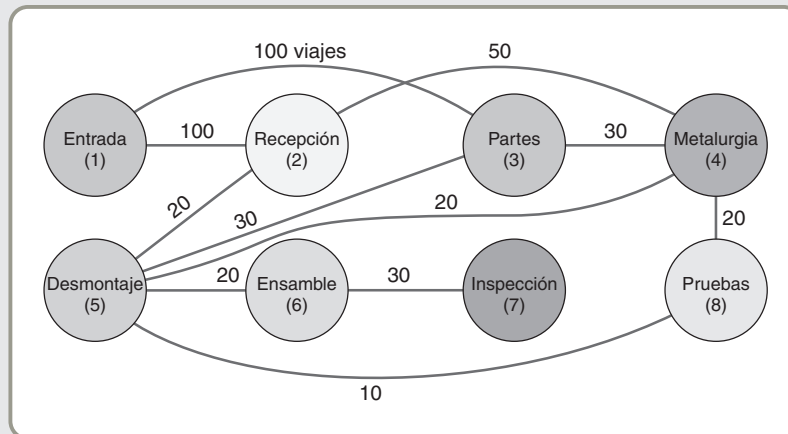 100 viajes
50
Entrada
(1)
100
Recepción
(2)
Partes
(3)
30
Metalurgia
(4)
20
30
20
20
Desmontaje
(5)
20
Ensamble
(6)
30
Inspección
(7)
Pruebas
(8)
10